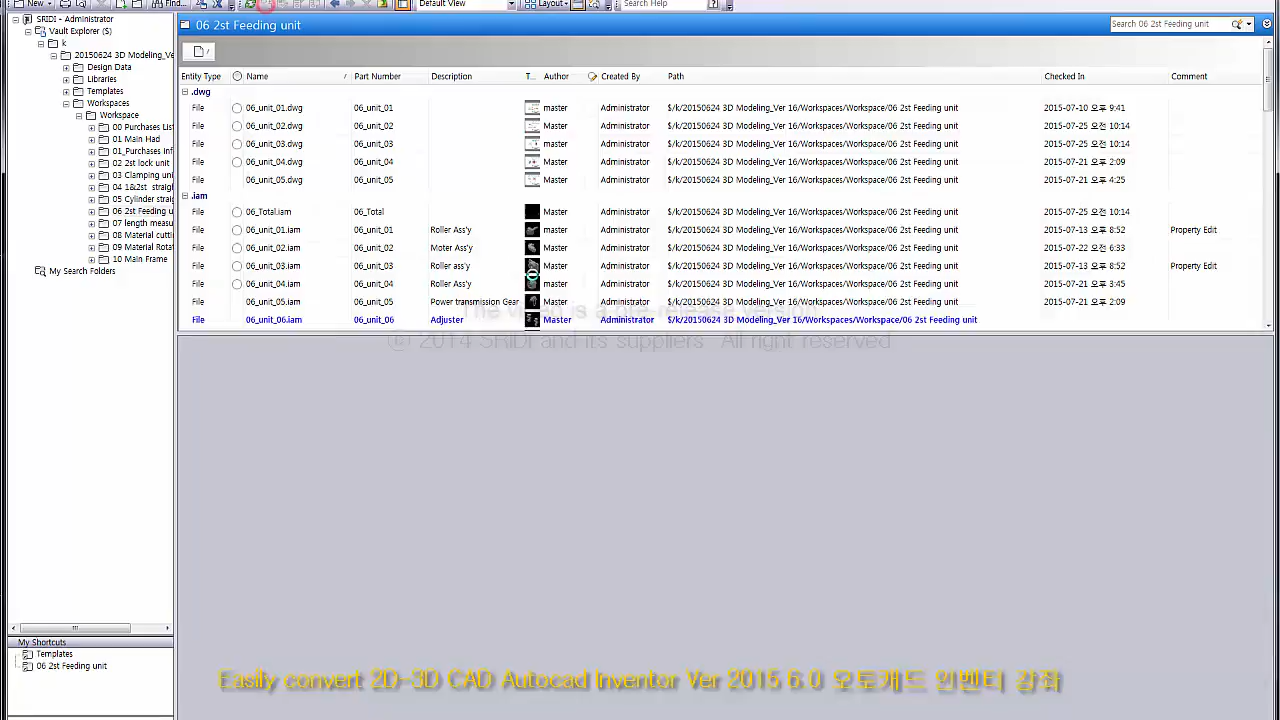 New Find... Default View Layout Search Help
SRIDI - Administrator
Vault Explorer ($)
k
20150624 3D Modeling_Ve
Design Data
Libraries
Templates
Workspaces
Workspace
00 Purchases List
01 Main Had
01_Purchases inf
02 2st lock unit
03 Clamping uni
04 1&2st straig
05 Cylinder straig
06 2st Feeding u
07 length measu
08 Material cutti
09 Material Rota
10 Main Frame
My Search Folders
My Shortcuts
Templates
06 2st Feeding unit
06 2st Feeding unit Search 06 2st Feeding unit
Entity Type Name / Part Number Description T... Author Created By Path Checked In Comment
.dwg
File 06_unit_01.dwg 06_unit_01 master Administrator $/k/20150624 3D Modeling_Ver 16/Workspaces/Workspace/06 2st Feeding unit 2015-07-10 오후 9:41
File 06_unit_02.dwg 06_unit_02 master Administrator $/k/20150624 3D Modeling_Ver 16/Workspaces/Workspace/06 2st Feeding unit 2015-07-25 오전 10:14
File 06_unit_03.dwg 06_unit_03 master Administrator $/k/20150624 3D Modeling_Ver 16/Workspaces/Workspace/06 2st Feeding unit 2015-07-25 오전 10:14
File 06_unit_04.dwg 06_unit_04 master Administrator $/k/20150624 3D Modeling_Ver 16/Workspaces/Workspace/06 2st Feeding unit 2015-07-21 오후 2:09
File 06_unit_05.dwg 06_unit_05 master Administrator $/k/20150624 3D Modeling_Ver 16/Workspaces/Workspace/06 2st Feeding unit 2015-07-21 오후 4:25
.iam
File 06_Total.iam 06_Total Master Administrator $/k/20150624 3D Modeling_Ver 16/Workspaces/Workspace/06 2st Feeding unit 2015-07-25 오전 10:14
File 06_unit_01.iam 06_unit_01 Roller Ass'y master Administrator $/k/20150624 3D Modeling_Ver 16/Workspaces/Workspace/06 2st Feeding unit 2015-07-13 오후 8:52 Property Edit
File 06_unit_02.iam 06_unit_02 Moter Ass'y master Administrator $/k/20150624 3D Modeling_Ver 16/Workspaces/Workspace/06 2st Feeding unit 2015-07-22 오후 6:33
File 06_unit_03.iam 06_unit_03 Roller ass'y Master Administrator $/k/20150624 3D Modeling_Ver 16/Workspaces/Workspace/06 2st Feeding unit 2015-07-13 오후 8:52 Property Edit
File 06_unit_04.iam 06_unit_04 Roller Ass'y Master Administrator $/k/20150624 3D Modeling_Ver 16/Workspaces/Workspace/06 2st Feeding unit 2015-07-21 오후 3:45
File 06_unit_05.iam 06_unit_05 Power transmission Gear Master Administrator $/k/20150624 3D Modeling_Ver 16/Workspaces/Workspace/06 2st Feeding unit 2015-07-21 오후 2:09
File 06_unit_06.iam 06_unit_06 Adjuster Master Administrator $/k/20150624 3D Modeling_Ver 16/Workspaces/Workspace/06 2st Feeding unit
is a pre-release version
© 2014 SRIDI and its suppliers. All right reserved
Easily convert 2D-3D CAD Autocad Inventor Ver 2015.6.0 오토캐드 인벤터 강좌